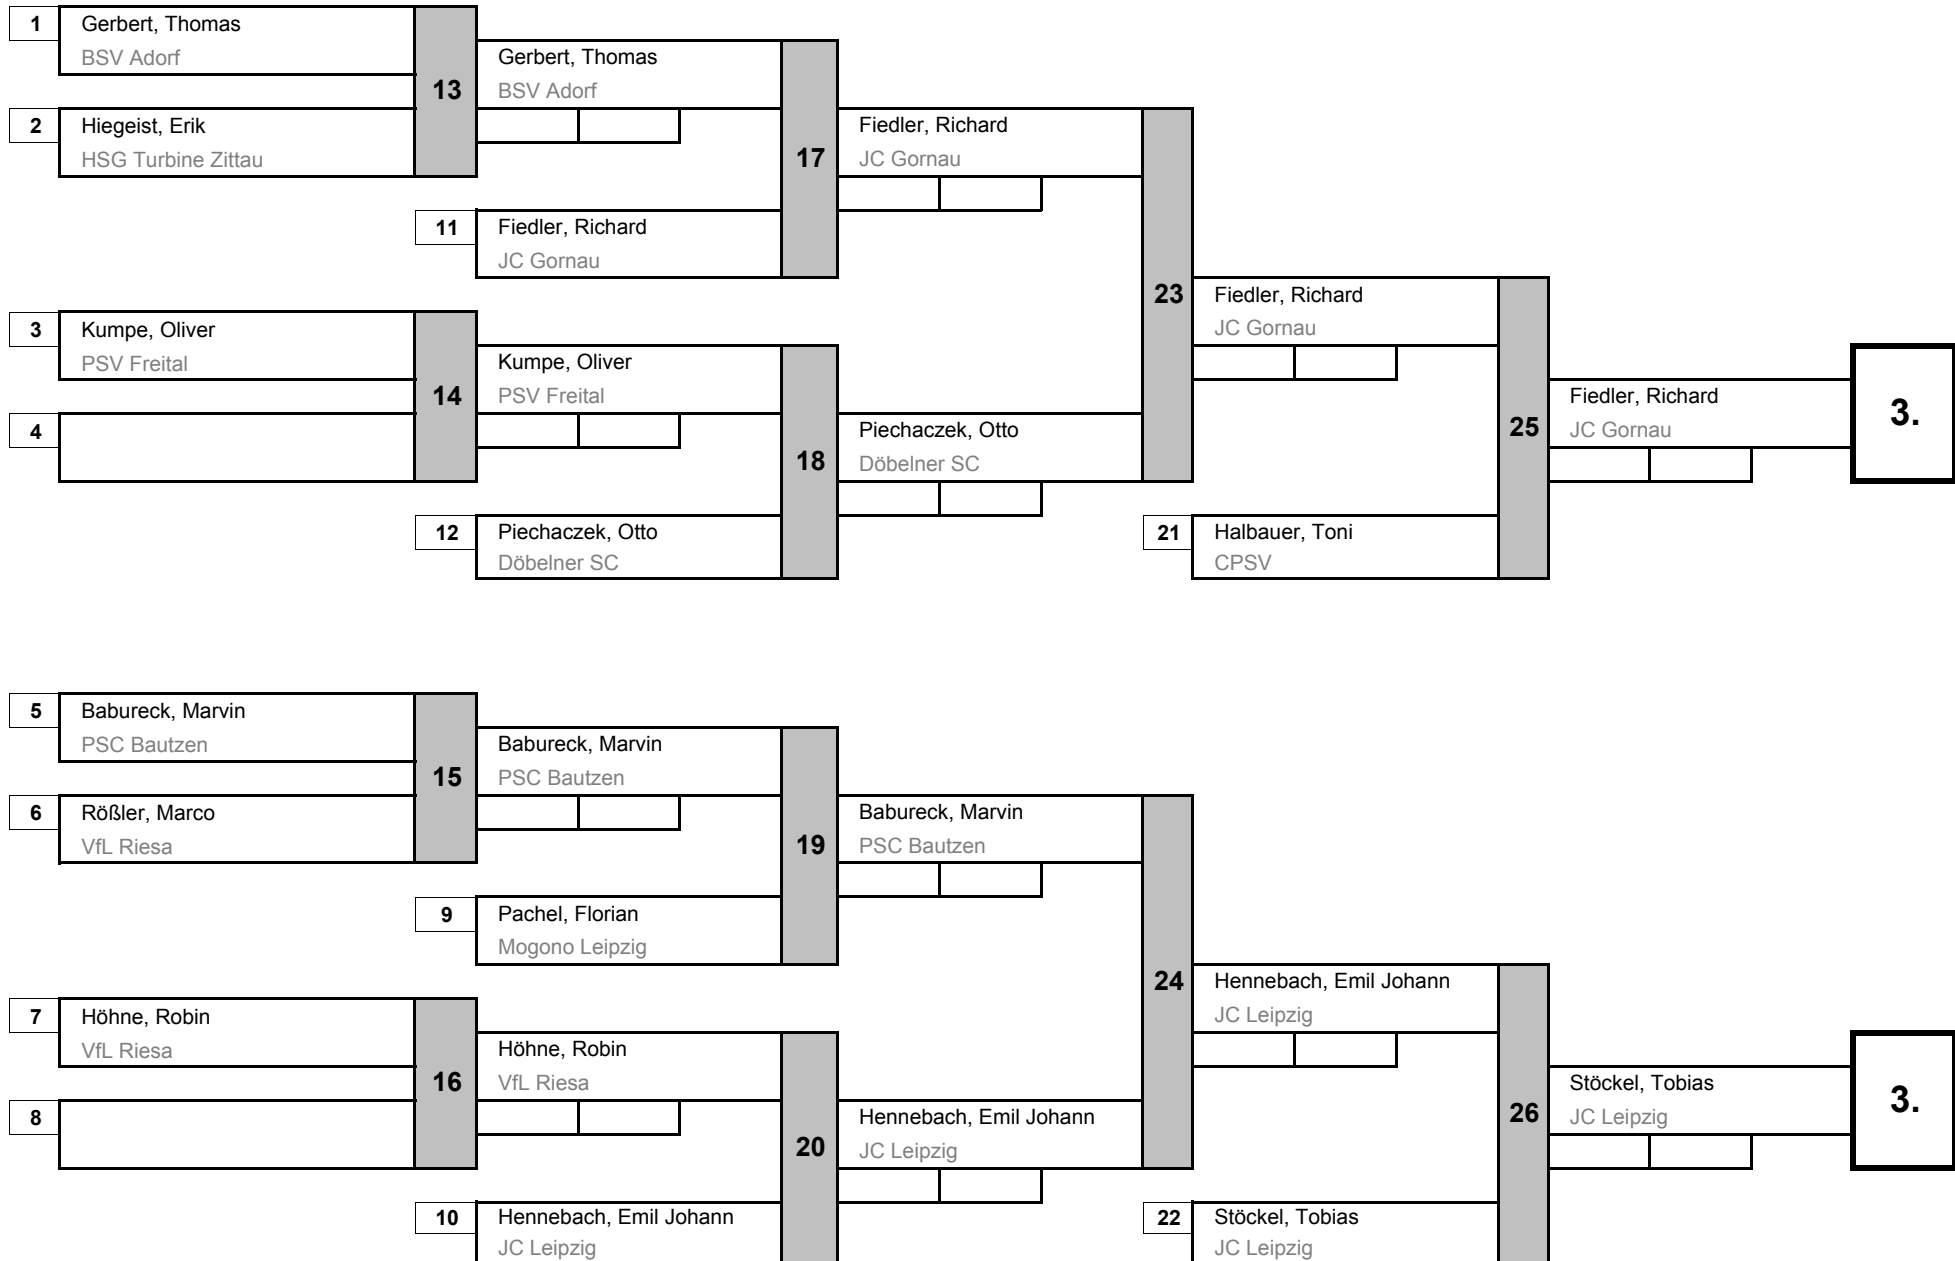 1
Gerbert, Thomas
BSV Adorf
13
Gerbert, Thomas
BSV Adorf
2
Hiegeist, Erik
HSG Turbine Zittau
17
Fiedler, Richard
JC Gornau
11
Fiedler, Richard
JC Gornau
23
Fiedler, Richard
JC Gornau
3
Kumpe, Oliver
PSV Freital
14
Kumpe, Oliver
PSV Freital
4
18
Piechaczek, Otto
Döbelner SC
12
Piechaczek, Otto
Döbelner SC
21
Halbauer, Toni
CPSV
25
Fiedler, Richard
JC Gornau
3.
5
Babureck, Marvin
PSC Bautzen
15
Babureck, Marvin
PSC Bautzen
6
Rößler, Marco
VfL Riesa
19
Babureck, Marvin
PSC Bautzen
9
Pachel, Florian
Mogono Leipzig
24
Hennebach, Emil Johann
JC Leipzig
7
Höhne, Robin
VfL Riesa
16
Höhne, Robin
VfL Riesa
8
20
Hennebach, Emil Johann
JC Leipzig
10
Hennebach, Emil Johann
JC Leipzig
22
Stöckel, Tobias
JC Leipzig
26
Stöckel, Tobias
JC Leipzig
3.